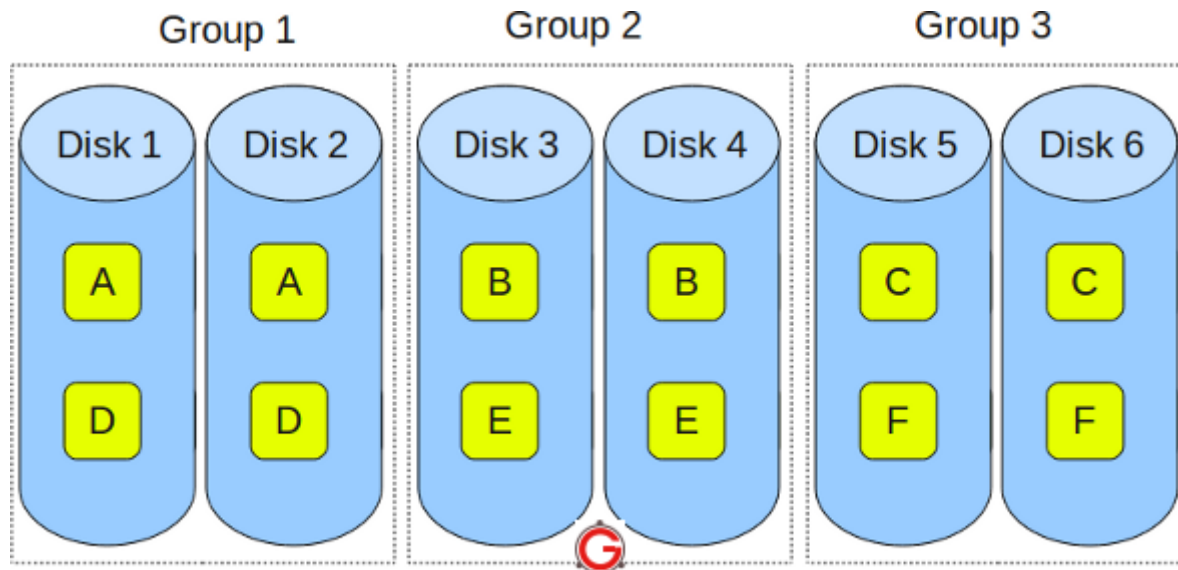 Group 1 Group 2 Group 3
Disk 1 Disk 2 Disk 3 Disk 4 Disk 5 Disk 6
A A B B C C
D D E E F F
G